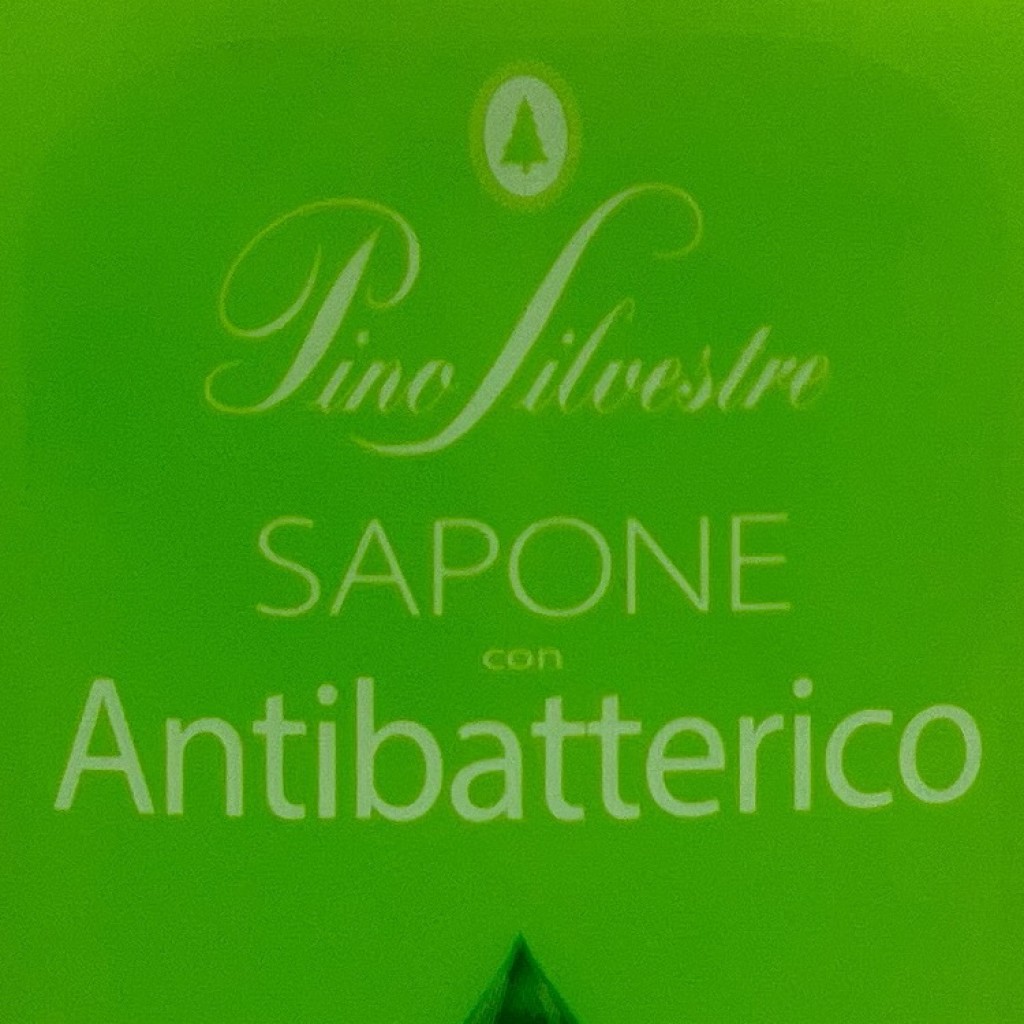 Pino Silvestre
SAPONE
con
Antibatterico